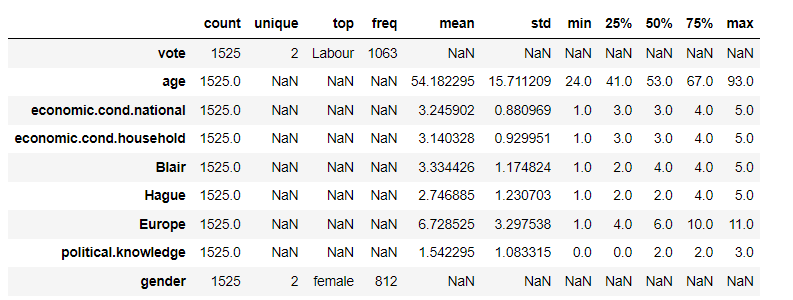 count unique top freq mean std min 25% 50% 75% max
vote 1525 2 Labour 1063 NaN NaN NaN NaN NaN NaN NaN
age 1525.0 NaN NaN NaN 54.182295 15.711209 24.0 41.0 53.0 67.0 93.0
economic.cond.national 1525.0 NaN NaN NaN 3.245902 0.880969 1.0 3.0 3.0 4.0 5.0
economic.cond.household 1525.0 NaN NaN NaN 3.140328 0.929951 1.0 3.0 3.0 4.0 5.0
Blair 1525.0 NaN NaN NaN 3.334426 1.174824 1.0 2.0 4.0 4.0 5.0
Hague 1525.0 NaN NaN NaN 2.746885 1.230703 1.0 2.0 2.0 4.0 5.0
Europe 1525.0 NaN NaN NaN 6.728525 3.297538 1.0 4.0 6.0 10.0 11.0
political.knowledge 1525.0 NaN NaN NaN 1.542295 1.083315 0.0 0.0 2.0 2.0 3.0
gender 1525 2 female 812 NaN NaN NaN NaN NaN NaN NaN